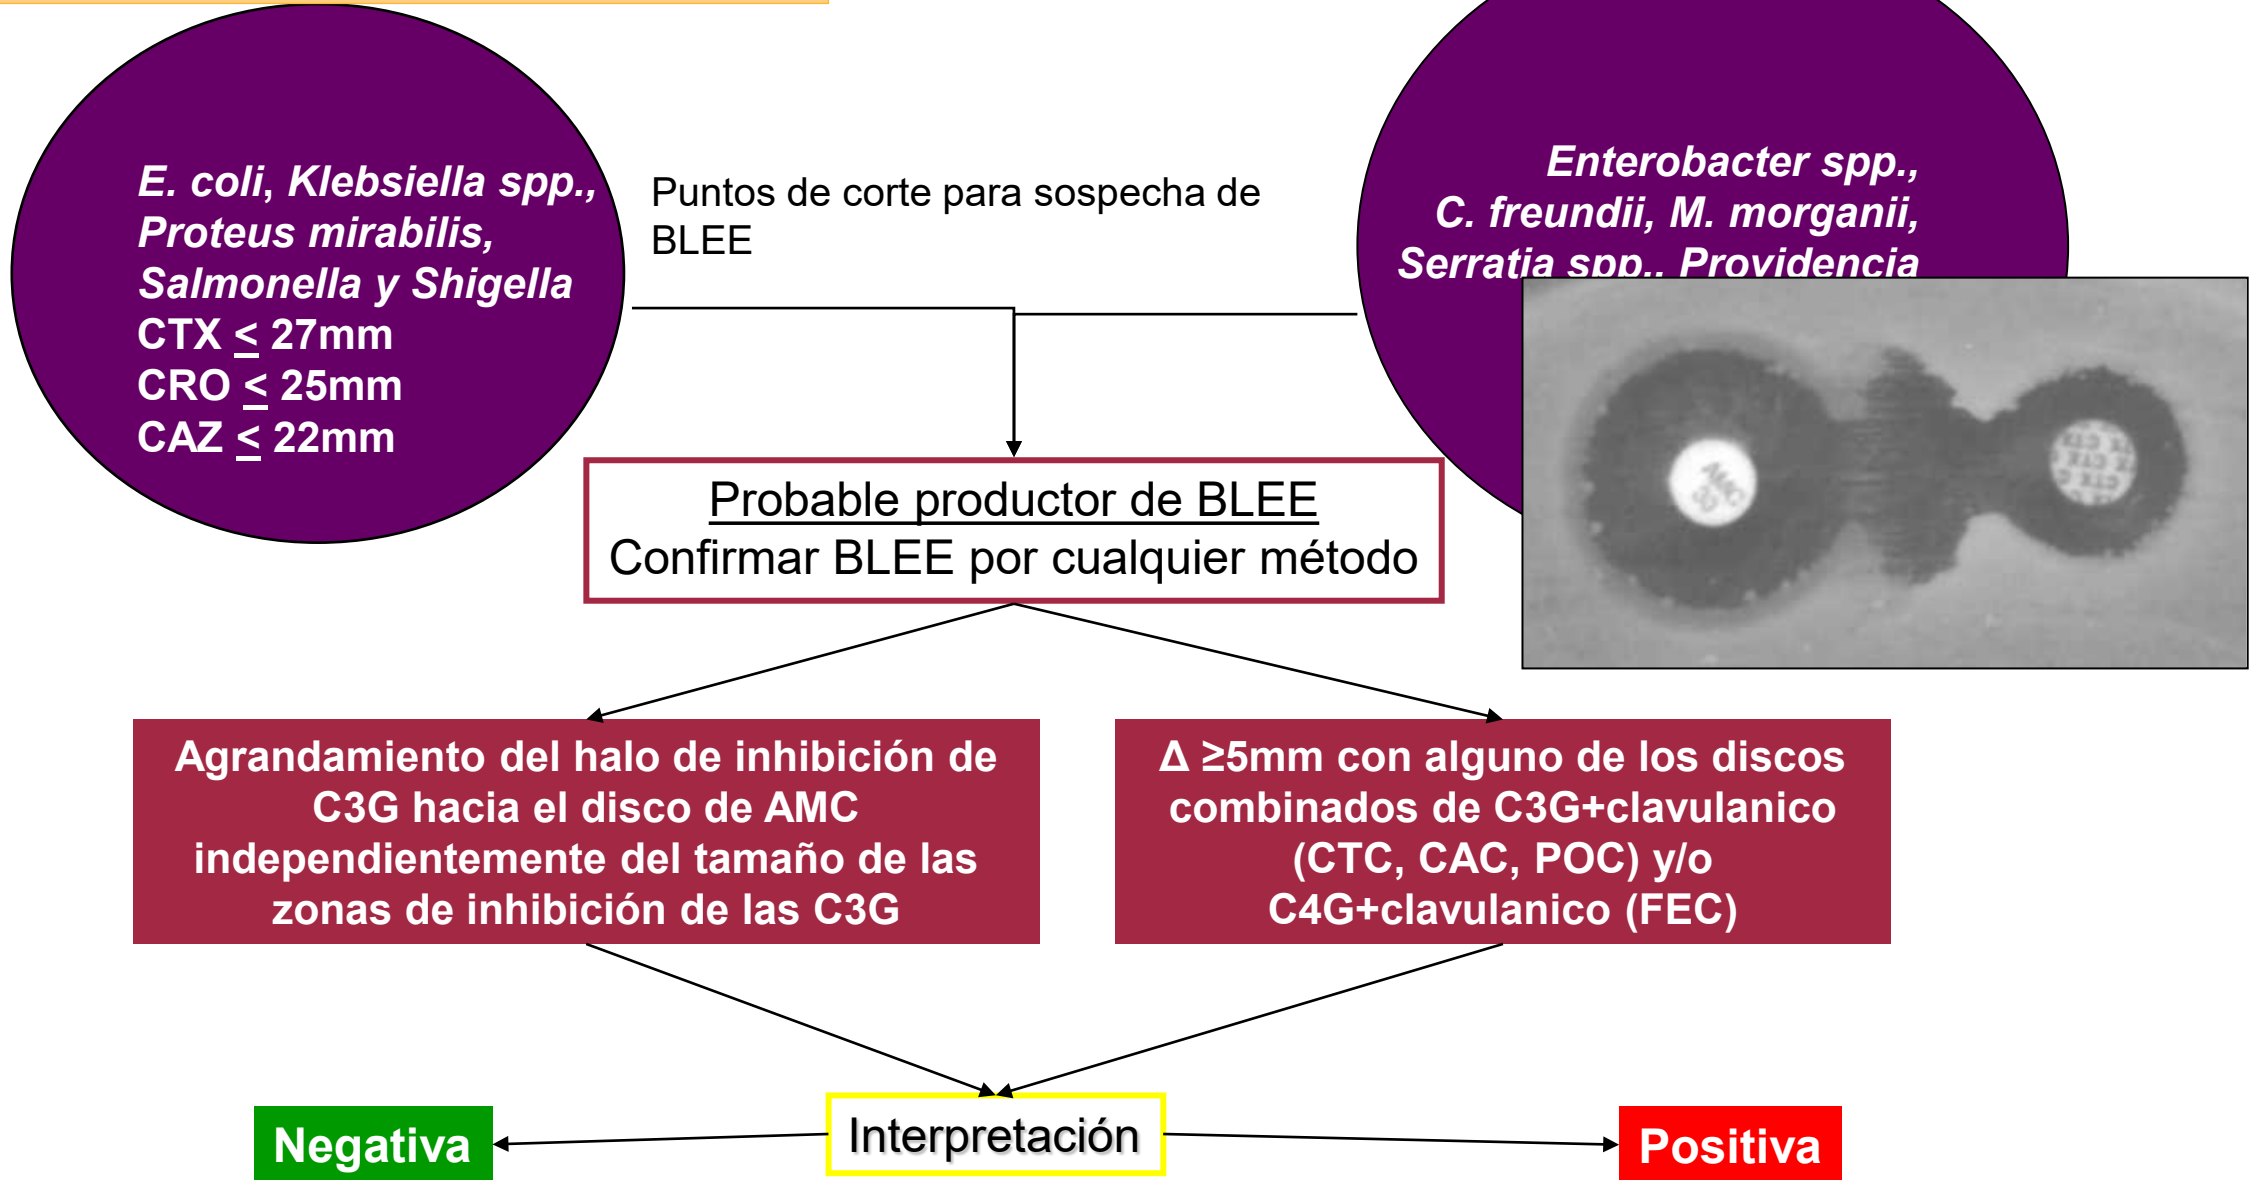 E. coli, Klebsiella spp.,
Proteus mirabilis,
Salmonella y Shigella
CTX ≤ 27mm
CRO ≤ 25mm
CAZ ≤ 22mm
Puntos de corte para sospecha de
BLEE
Enterobacter spp.,
C. freundii, M. morganii,
Serratia spp., Providencia
AMC
CTX
Probable productor de BLEE
Confirmar BLEE por cualquier método
Agrandamiento del halo de inhibición de
C3G hacia el disco de AMC
independientemente del tamaño de las
zonas de inhibición de las C3G
Δ ≥5mm con alguno de los discos
combinados de C3G+clavulanico
(CTC, CAC, POC) y/o
C4G+clavulanico (FEC)
Interpretación
Negativa
Positiva